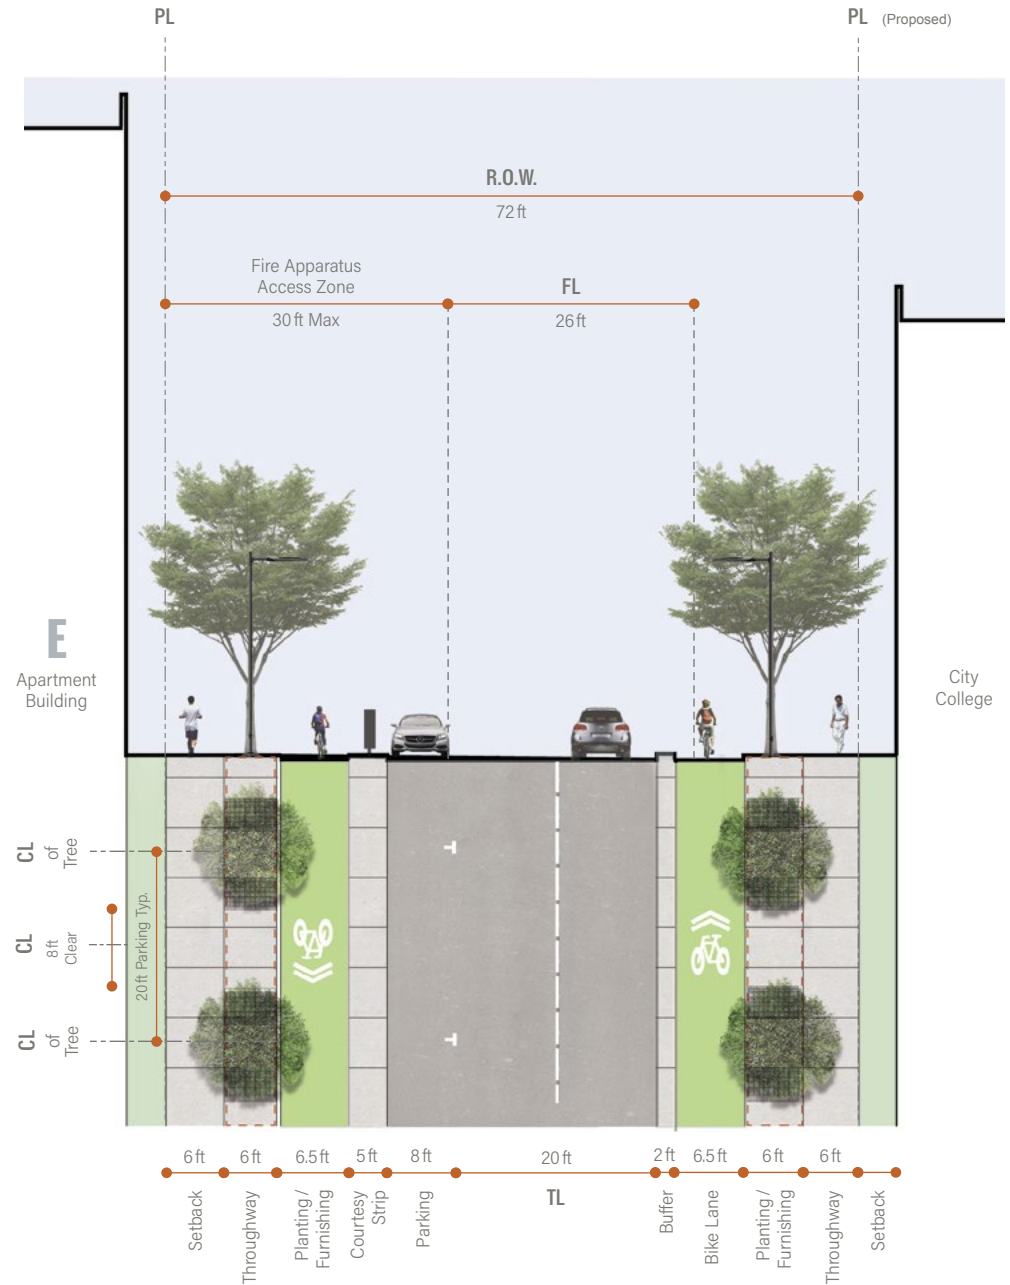 PL
PL (Proposed)
R.O.W.
72 ft
Fire Apparatus
Access Zone
30 ft Max
FL
26 ft
E
Apartment
Building
City
College
CL
of
Tree
CL
8 ft
Clear
20 ft Parking Typ.
CL
of
Tree
6 ft
6 ft
6.5 ft
5 ft
8 ft
20 ft
2 ft
6.5 ft
6 ft
6 ft
Setback
Throughway
Planting /
Furnishing
Courtesy
Strip
Parking
TL
Buffer
Bike Lane
Planting /
Furnishing
Throughway
Setback